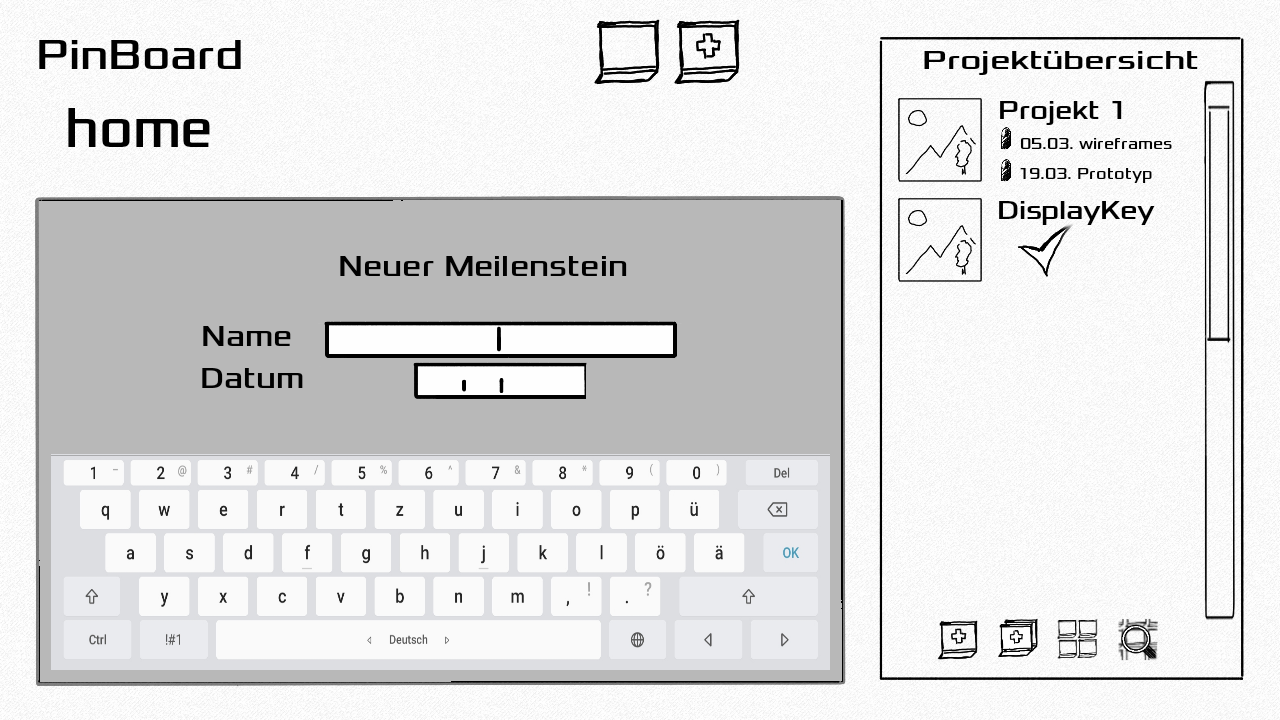 PinBoard
home
Neuer Meilenstein
Name
Datum
1 - 2 @ 3 # 4 / 5 % 6 ^ 7 & 8 * 9 ( 0 ) Del
q w e r t z u i o p ü
a s d f g h j k l ö ä OK
y x c v b n m , ! . ?
Ctrl !#1 Deutsch
Projektübersicht
Projekt 1
05.03. wireframes
19.03. Prototyp
DisplayKey